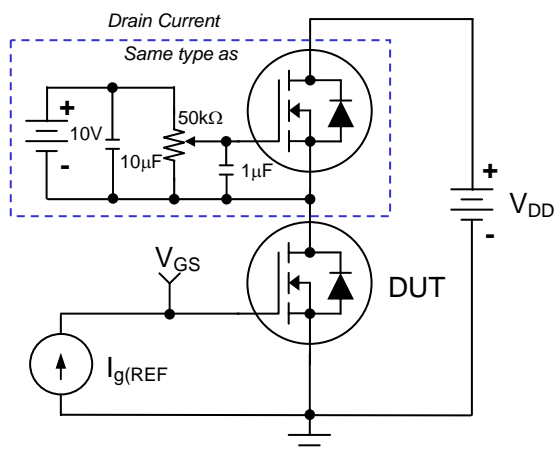 Drain Current
Same type as
+
10V
-
10μF
50kΩ
1μF
+
V_DD
-
V_GS
DUT
I_g(REF